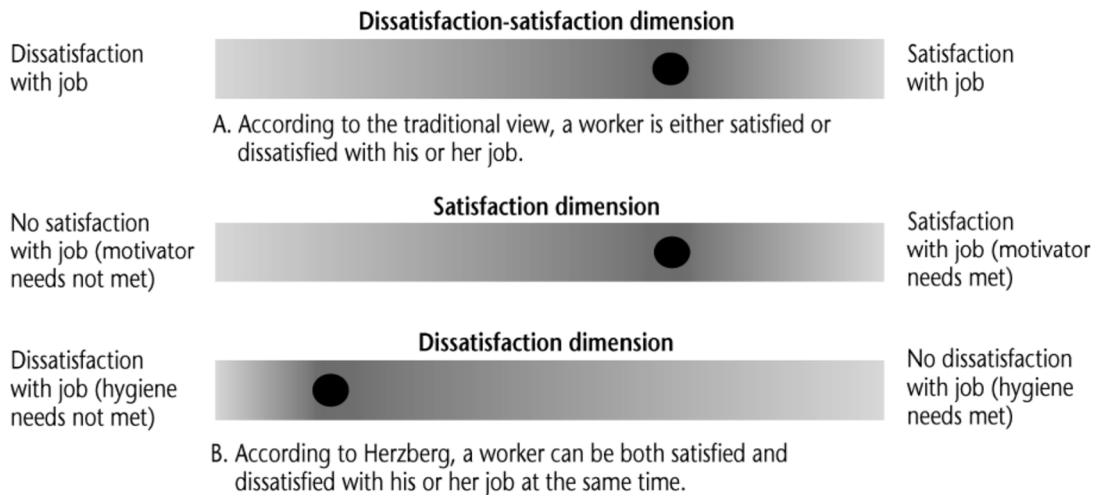 Dissatisfaction-satisfaction dimension
Dissatisfaction
with job
Satisfaction
with job
A. According to the traditional view, a worker is either satisfied or
dissatisfied with his or her job.
Satisfaction dimension
No satisfaction
with job (motivator
needs not met)
Satisfaction
with job (motivator
needs met)
Dissatisfaction dimension
Dissatisfaction
with job (hygiene
needs not met)
No dissatisfaction
with job (hygiene
needs met)
B. According to Herzberg, a worker can be both satisfied and
dissatisfied with his or her job at the same time.